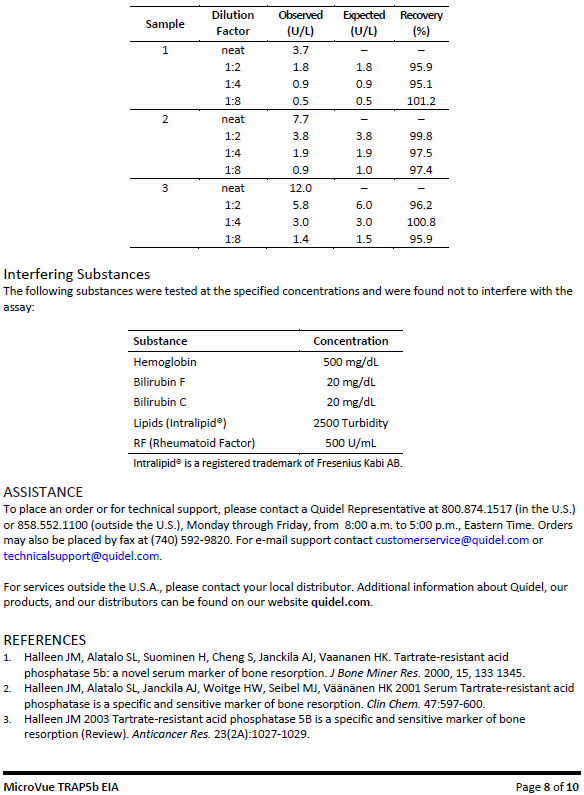 Sample Dilution Factor Observed (U/L) Expected (U/L) Recovery (%)
1 neat 3.7 – –
1:2 1.8 1.8 95.9
1:4 0.9 0.9 95.1
1:8 0.5 0.5 101.2
2 neat 7.7 – –
1:2 3.8 3.8 99.8
1:4 1.9 1.9 97.5
1:8 0.9 1.0 97.4
3 neat 12.0 – –
1:2 5.8 6.0 96.2
1:4 3.0 3.0 100.8
1:8 1.4 1.5 95.9
Interfering Substances
The following substances were tested at the specified concentrations and were found not to interfere with the
assay:
Substance Concentration
Hemoglobin 500 mg/dL
Bilirubin F 20 mg/dL
Bilirubin C 20 mg/dL
Lipids (Intralipid®) 2500 Turbidity
RF (Rheumatoid Factor) 500 U/mL
Intralipid® is a registered trademark of Fresenius Kabi AB.
ASSISTANCE
To place an order or for technical support, please contact a Quidel Representative at 800.874.1517 (in the U.S.)
or 858.552.1100 (outside the U.S.), Monday through Friday, from 8:00 a.m. to 5:00 p.m., Eastern Time. Orders
may also be placed by fax at (740) 592-9820. For e-mail support contact customerservice@quidel.com or
technicalsupport@quidel.com.
For services outside the U.S.A., please contact your local distributor. Additional information about Quidel, our
products, and our distributors can be found on our website quidel.com.
REFERENCES
1. Halleen JM, Alatalo SL, Suominen H, Cheng S, Janckila AJ, Vaananen HK. Tartrate-resistant acid
phosphatase 5b: a novel serum marker of bone resorption. J Bone Miner Res. 2000, 15, 133 1345.
2. Halleen JM, Alatalo SL, Janckila AJ, Woitge HW, Seibel MJ, Väänänen HK 2001 Serum Tartrate-resistant acid
phosphatase is a specific and sensitive marker of bone resorption. Clin Chem. 47:597-600.
3. Halleen JM 2003 Tartrate-resistant acid phosphatase 5B is a specific and sensitive marker of bone
resorption (Review). Anticancer Res. 23(2A):1027-1029.
MicroVue TRAP5b EIA Page 8 of 10